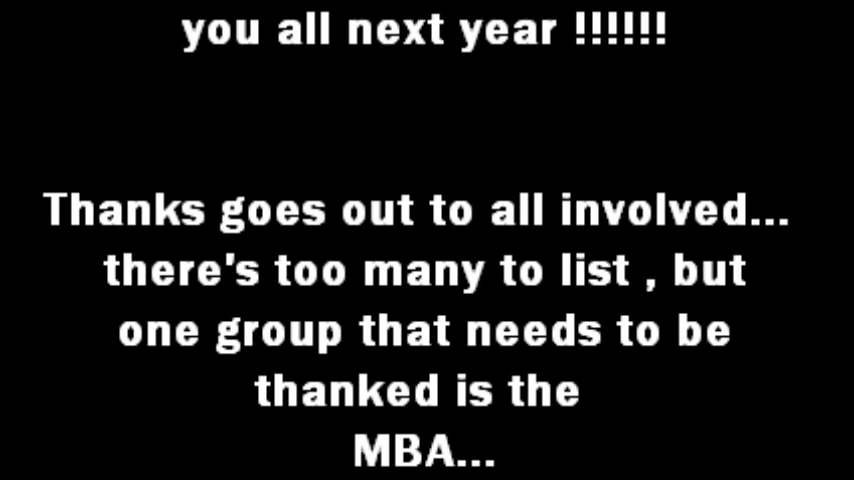 you all next year !!!!!!
Thanks goes out to all involved...
there's too many to list , but
one group that needs to be
thanked is the
MBA...